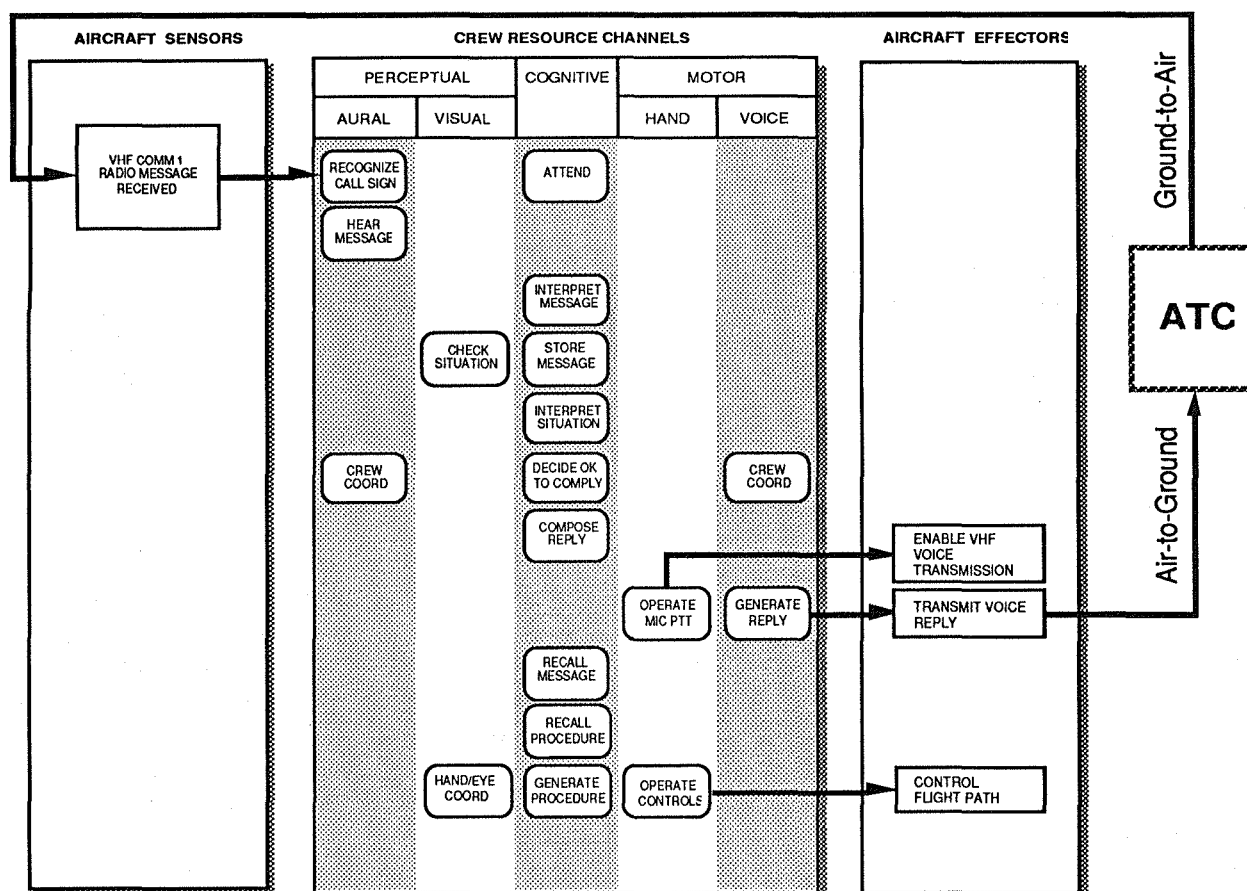 AIRCRAFT SENSORS
CREW RESOURCE CHANNELS
AIRCRAFT EFFECTORS
PERCEPTUAL
COGNITIVE
MOTOR
AURAL
VISUAL
HAND
VOICE
VHF COMM 1
RADIO MESSAGE
RECEIVED
RECOGNIZE
CALL SIGN
ATTEND
HEAR
MESSAGE
INTERPRET
MESSAGE
CHECK
SITUATION
STORE
MESSAGE
INTERPRET
SITUATION
CREW
COORD
DECIDE OK
TO COMPLY
CREW
COORD
COMPOSE
REPLY
ENABLE VHF
VOICE
TRANSMISSION
OPERATE
MIC PTT
GENERATE
REPLY
TRANSMIT VOICE
REPLY
RECALL
MESSAGE
RECALL
PROCEDURE
HAND/EYE
COORD
GENERATE
PROCEDURE
OPERATE
CONTROLS
CONTROL
FLIGHT PATH
Ground-to-Air
ATC
Air-to-Ground